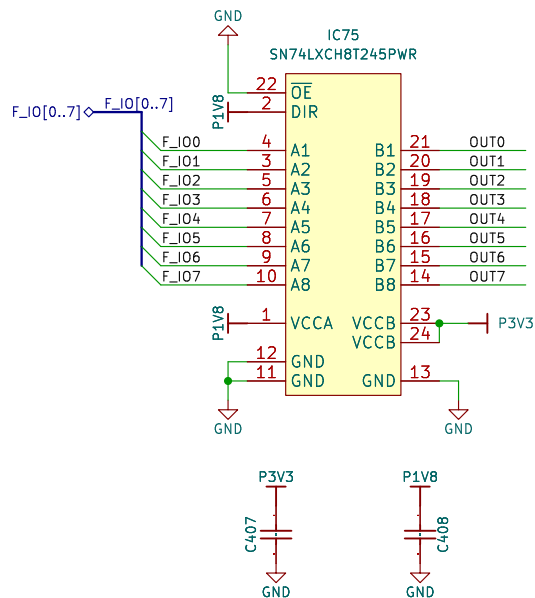 GND
IC75
SN74LXCH8T245PWR
22 OE
P1V8 2 DIR
F_IO[0..7] F_IO[0..7]
F_IO0 4 A1 B1 21 OUT0
F_IO1 3 A2 B2 20 OUT1
F_IO2 5 A3 B3 19 OUT2
F_IO3 6 A4 B4 18 OUT3
F_IO4 7 A5 B5 17 OUT4
F_IO5 8 A6 B6 16 OUT5
F_IO6 9 A7 B7 15 OUT6
F_IO7 10 A8 B8 14 OUT7
P1V8 1 VCCA VCCB 23 P3V3
VCCB 24
12 GND
11 GND GND 13
GND GND
P3V3 P1V8
C407 C408
GND GND